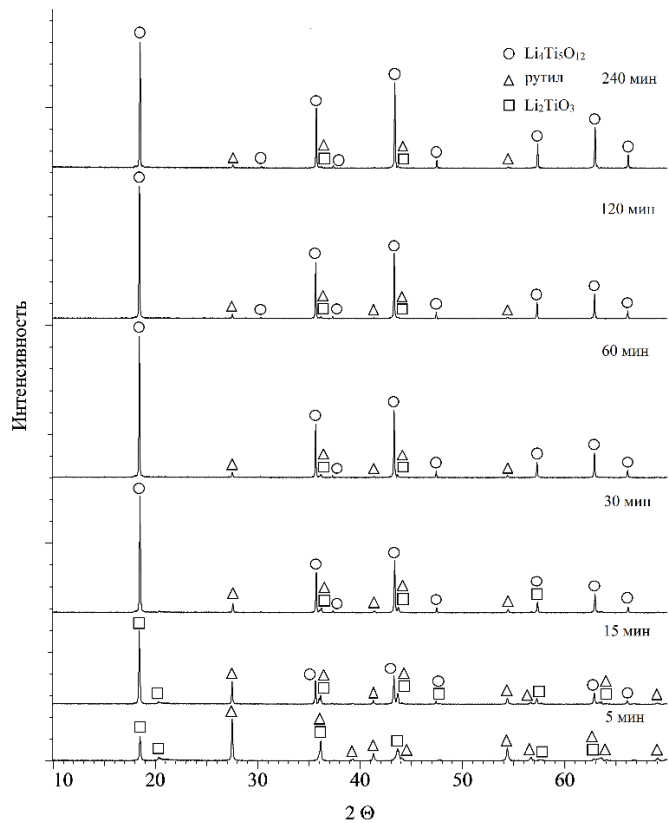 Li₄Ti₅O₁₂
рутил
Li₂TiO₃
240 мин
120 мин
60 мин
30 мин
15 мин
5 мин
Интенсивность
10 20 30 40 50 60
2 Θ